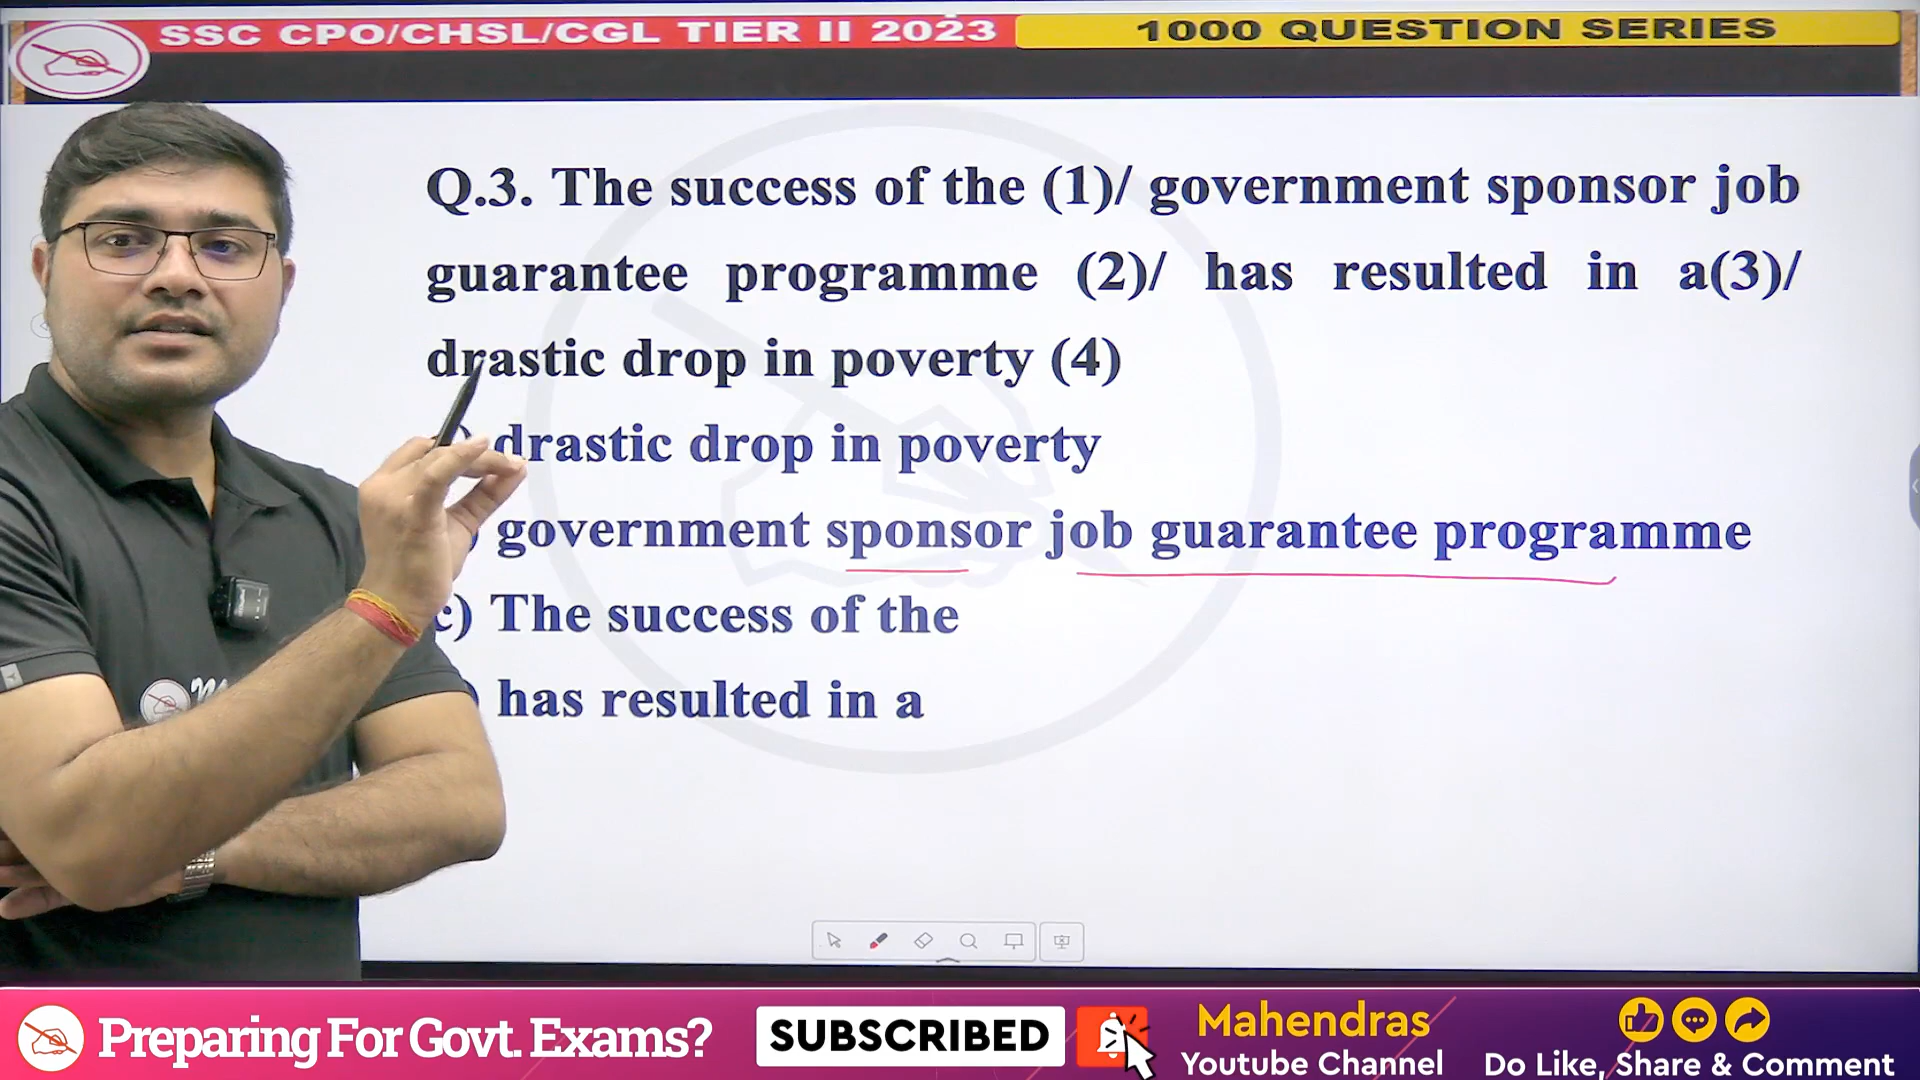 SSC CPO/CHSL/CGL TIER II 2023
1000 QUESTION SERIES
Q.3. The success of the (1)/ government sponsor job
guarantee programme (2)/ has resulted in a(3)/
drastic drop in poverty (4)
drastic drop in poverty
government sponsor job guarantee programme
c) The success of the
has resulted in a
Preparing For Govt. Exams?
SUBSCRIBED
Mahendras
Youtube Channel
Do Like, Share & Comment